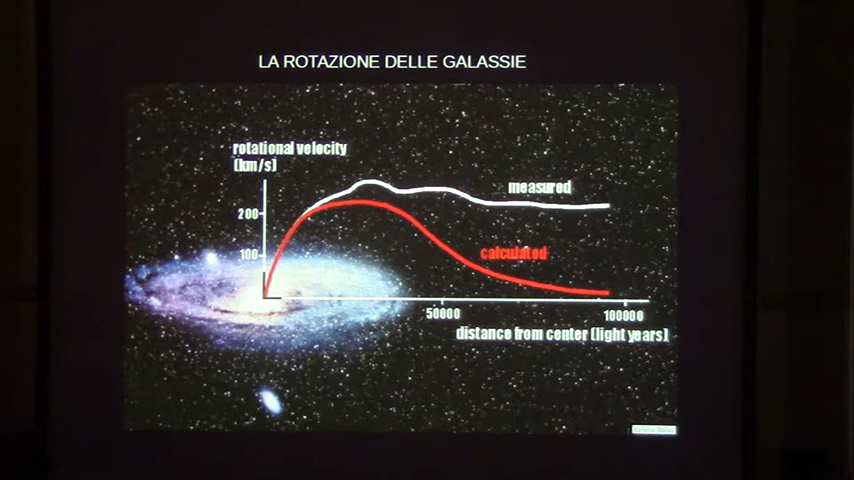 LA ROTAZIONE DELLE GALASSIE
rotational velocity
(km/s)
measured
200
calculated
100
50000
100000
distance from center (light years)